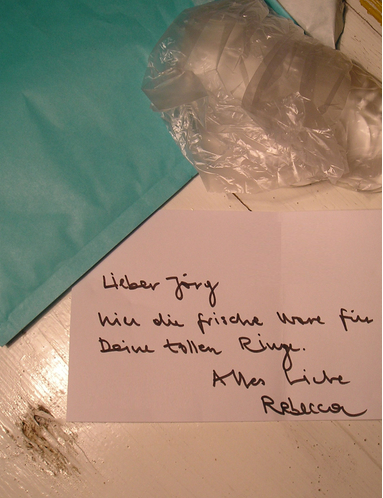 Lieber Jörg
hier die frische Ware für
Deine tollen Ringe.
Alles Liebe
Rebecca